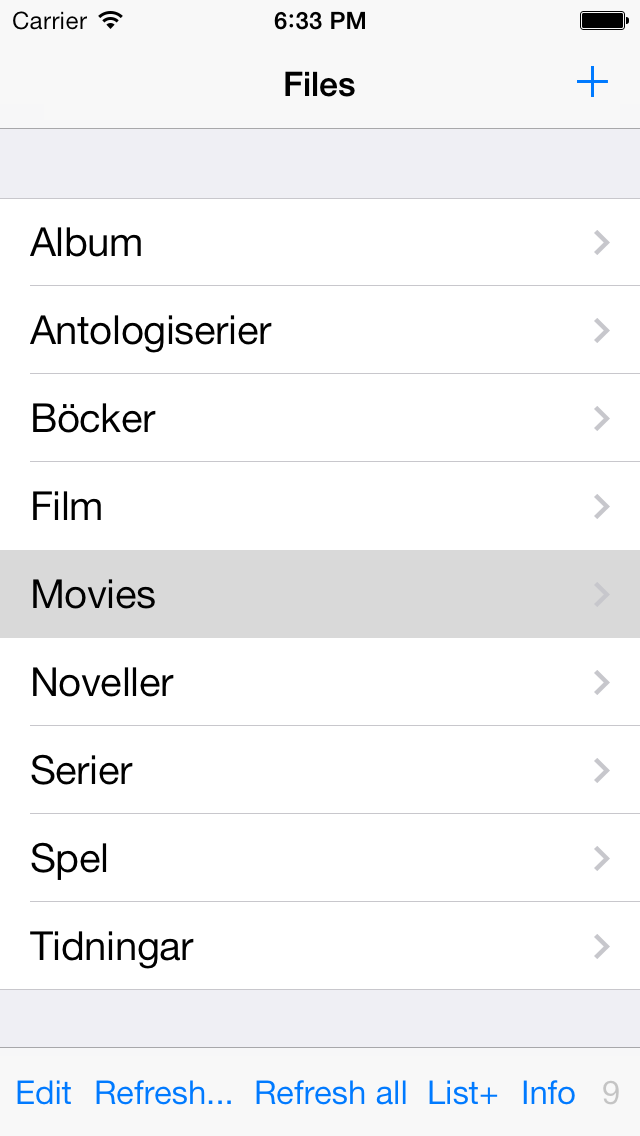 Carrier 6:33 PM
Files +
Album
Antologiserier
Böcker
Film
Movies
Noveller
Serier
Spel
Tidningar
Edit Refresh... Refresh all List+ Info 9